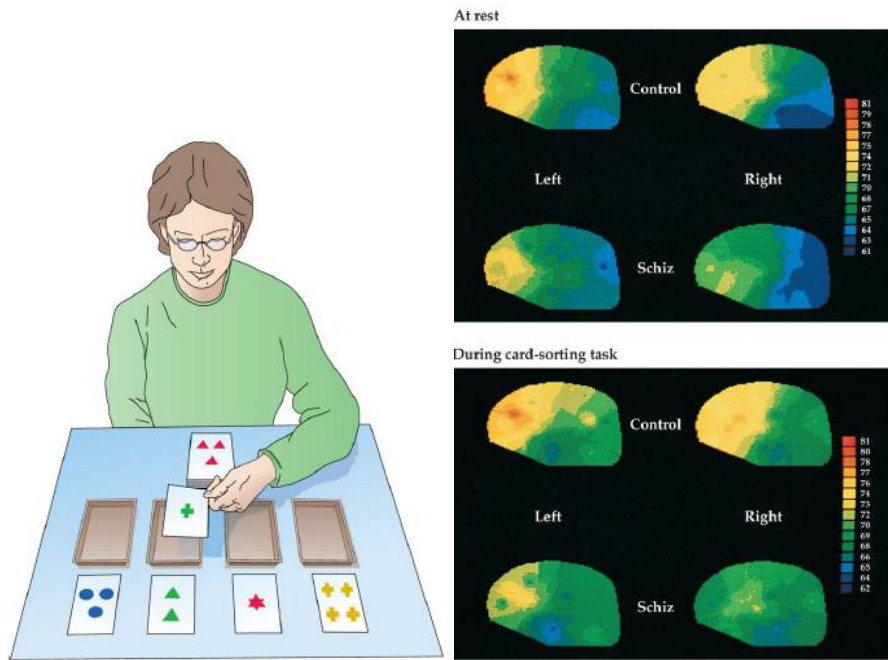 At rest
Control
81
79
78
77
75
74
71
70
68
67
65
64
63
61
Left
Right
Schiz
During card-sorting task
Control
81
80
78
77
76
74
73
72
70
69
68
66
65
64
62
Left
Right
Schiz